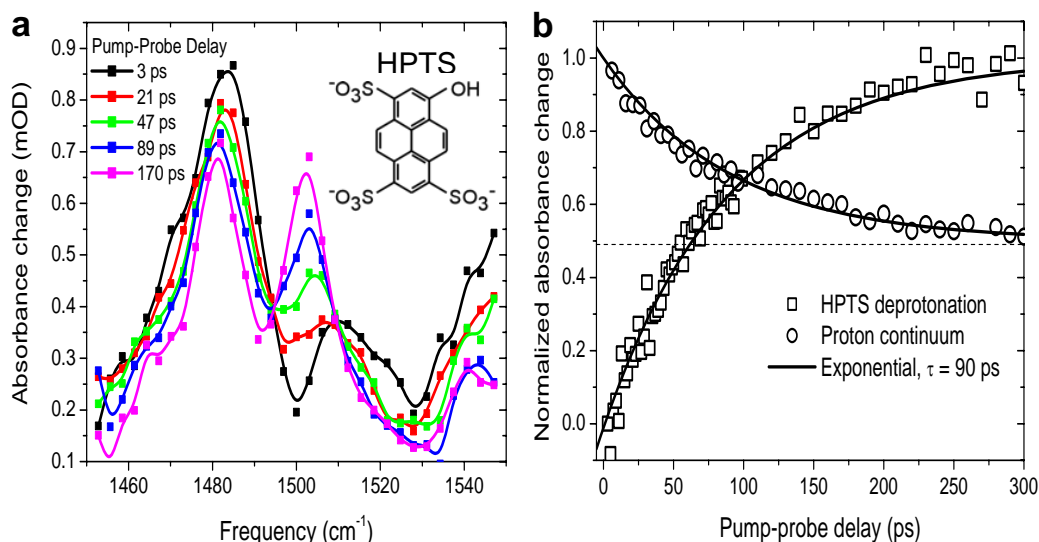 a
Pump-Probe Delay
3 ps
21 ps
47 ps
89 ps
170 ps
HPTS
OH
⁻O₃S
⁻O₃S
SO₃⁻
0.9
0.8
0.7
0.6
0.5
0.4
0.3
0.2
0.1
Absorbance change (mOD)
1460
1480
1500
1520
1540
Frequency (cm⁻¹)
b
1.0
0.8
0.6
0.4
0.2
0.0
Normalized absorbance change
HPTS deprotonation
Proton continuum
Exponential, τ = 90 ps
0
50
100
150
200
250
300
Pump-probe delay (ps)